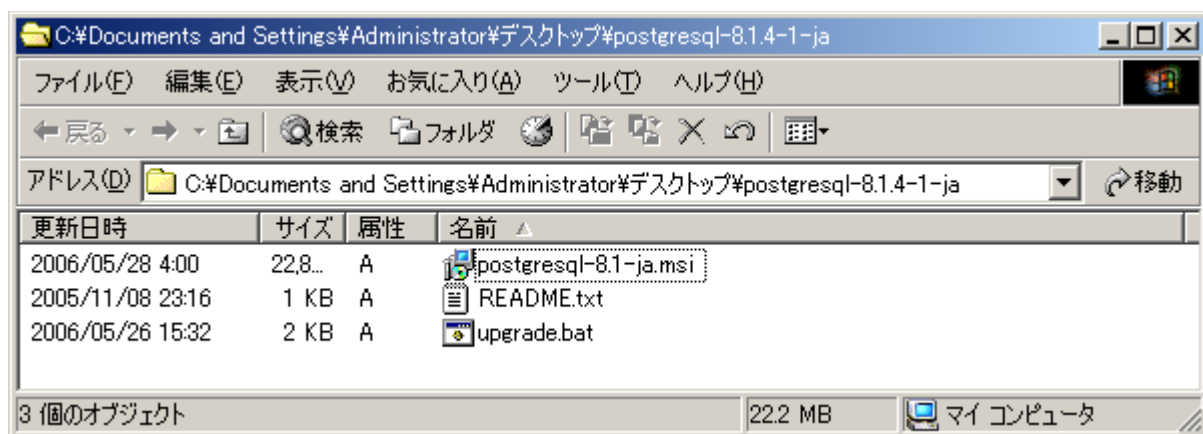 C:¥Documents and Settings¥Administrator¥デスクトップ¥postgresql-8.1.4-1-ja
ファイル(F) 編集(E) 表示(V) お気に入り(A) ツール(T) ヘルプ(H)
戻る 検索 フォルダ
アドレス(D) C:¥Documents and Settings¥Administrator¥デスクトップ¥postgresql-8.1.4-1-ja 移動
更新日時 サイズ 属性 名前
2006/05/28 4:00 22,8... A postgresql-8.1-ja.msi
2005/11/08 23:16 1 KB A README.txt
2006/05/26 15:32 2 KB A upgrade.bat
3 個のオブジェクト 22.2 MB マイ コンピュータ